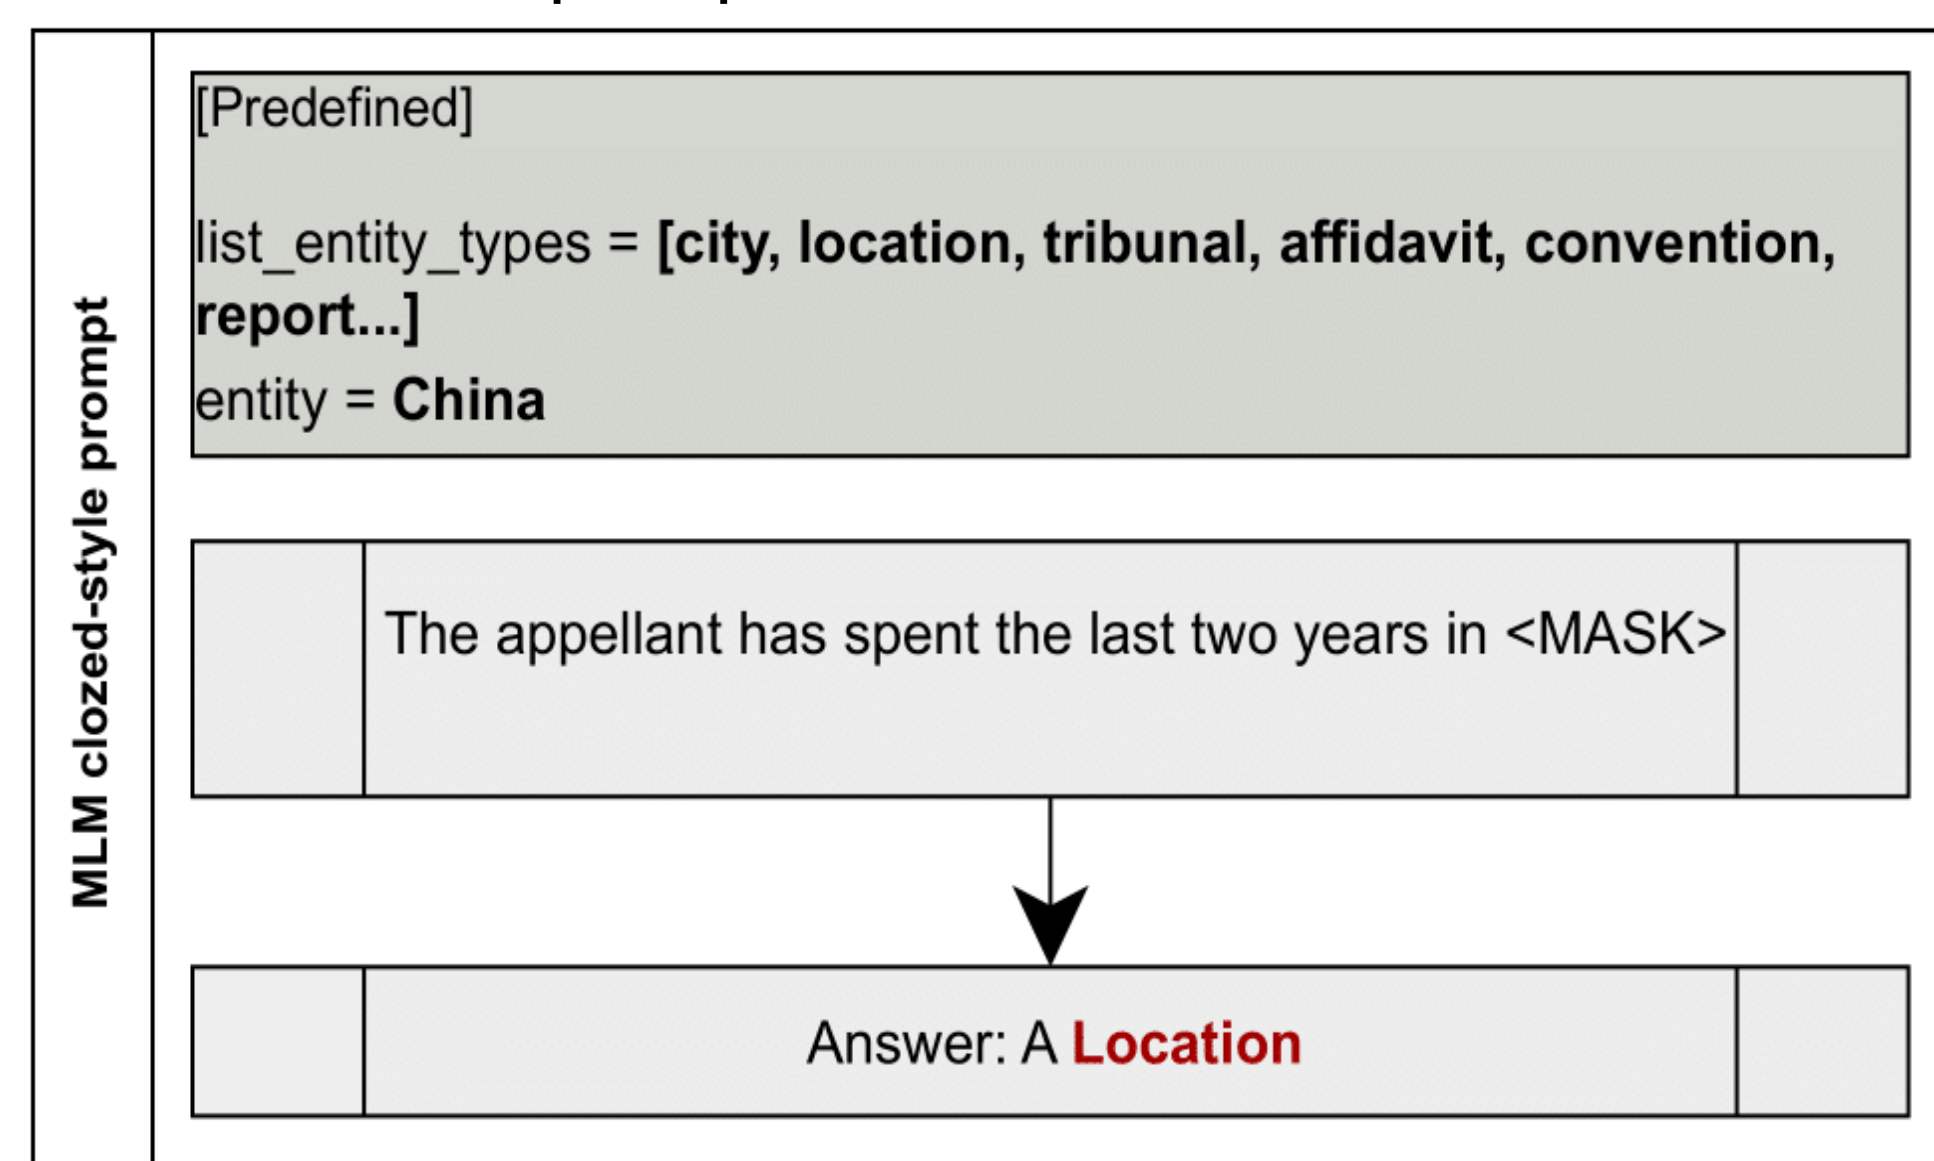 MLM clozed-style prompt
[Predefined]
list_entity_types = [city, location, tribunal, affidavit, convention,
report...]
entity = China
The appellant has spent the last two years in <MASK>
Answer: A Location